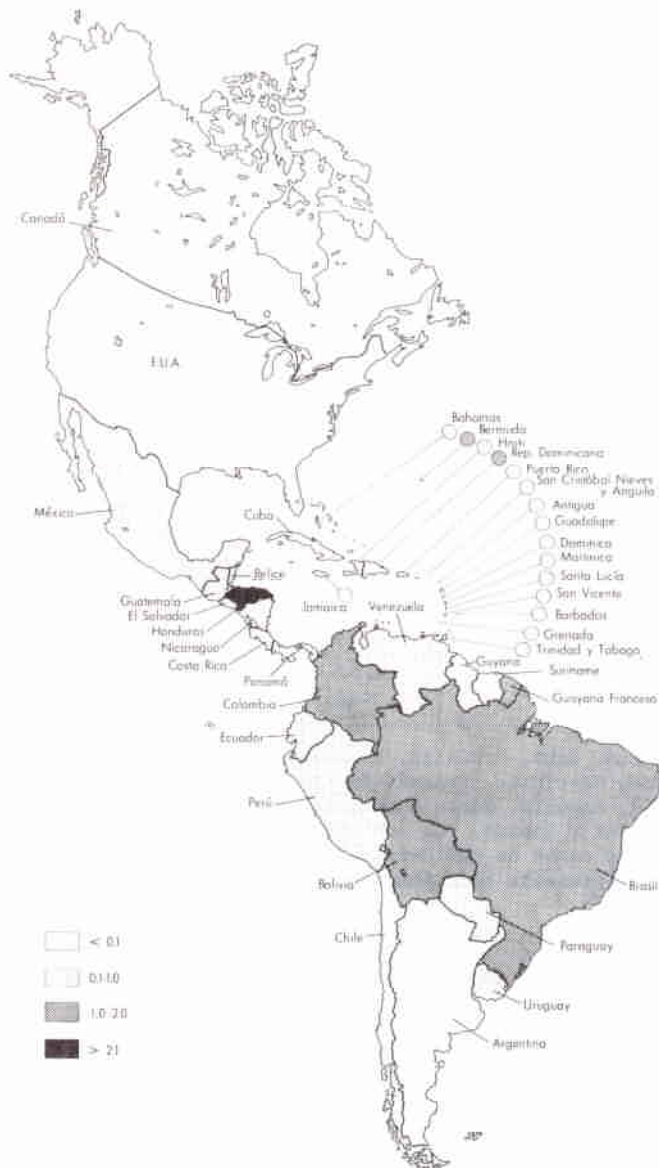 Canadá
E.U.A.
Bahamas
Bermuda
Haiti
Rep. Dominicana
Puerto Rico
San Cristóbal Nieves
y Anguila
México
Cuba
Antigua
Guadalupe
Dominica
Martinica
Belice
Santa Lucía
Guatemala
San Vicente
El Salvador
Jamaica
Venezuela
Barbados
Honduras
Nicaragua
Grenada
Costa Rica
Trinidad y Tobago
Guyana
Panamá
Suriname
Colombia
Guayana Francesa
Ecuador
Perú
Bolivia
Brasil
Chile
Paraguay
< 0.1
0.1-1.0
Uruguay
1.0 2.0
Argentina
> 2.1